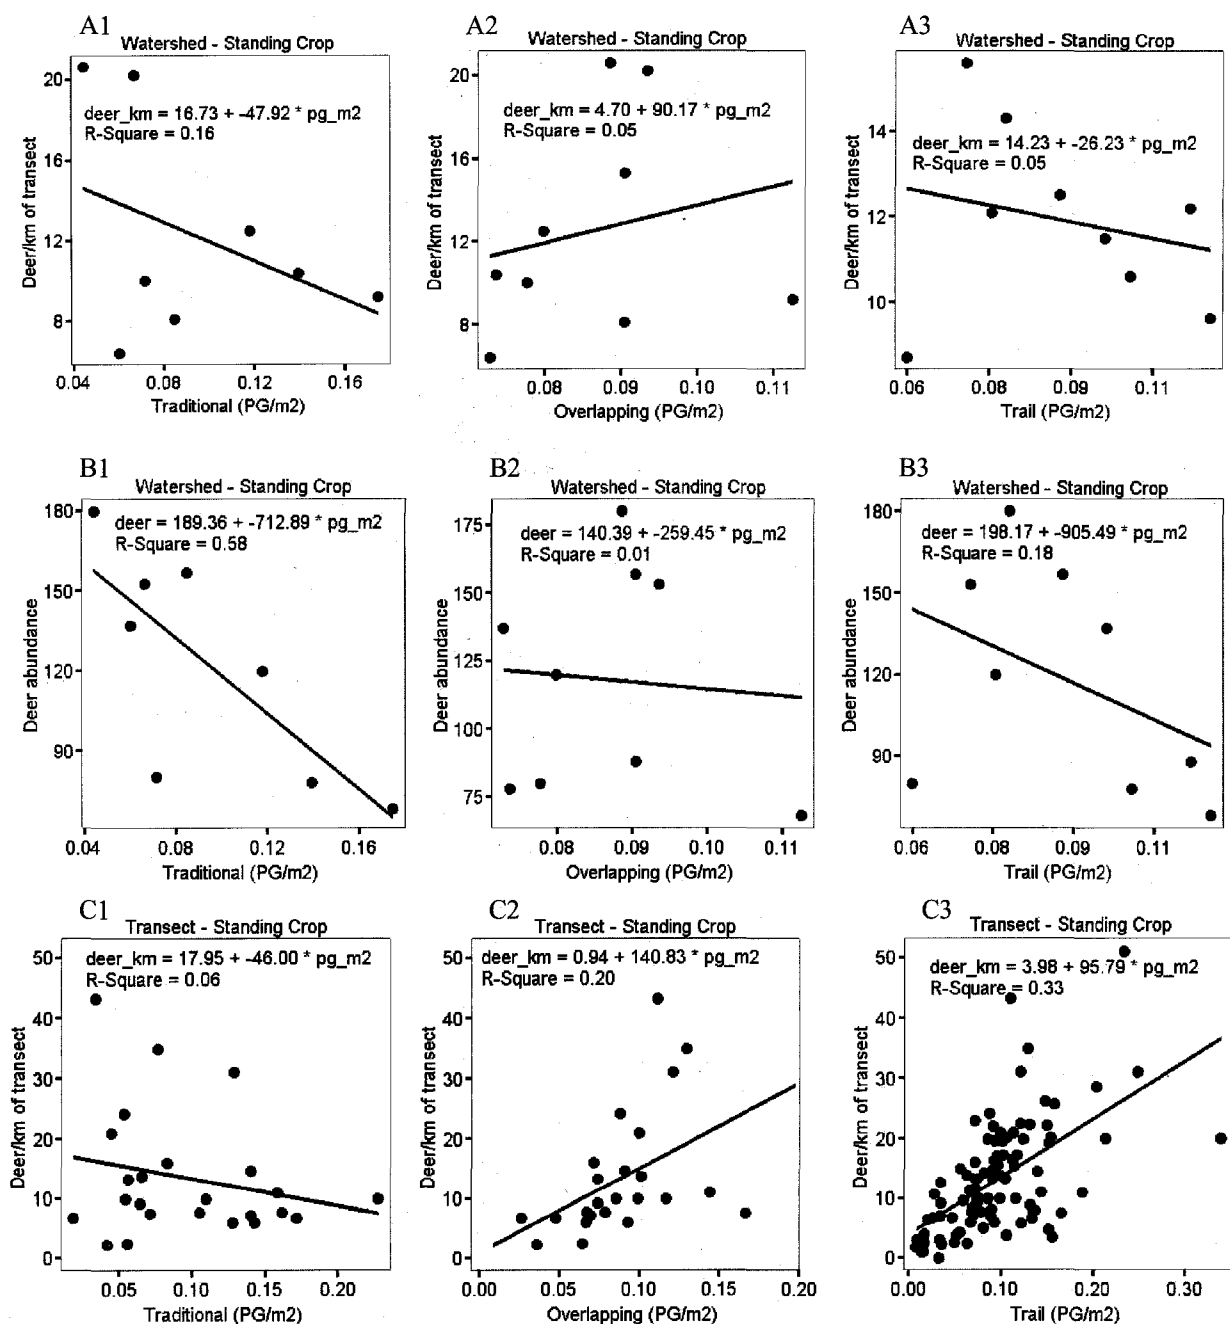 A1
Watershed - Standing Crop
deer_km = 16.73 + -47.92 * pg_m2
R-Square = 0.16
Deer/km of transect
20
16
12
8
0.04 0.08 0.12 0.16
Traditional (PG/m2)
A2
Watershed - Standing Crop
deer_km = 4.70 + 90.17 * pg_m2
R-Square = 0.05
Deer/km of transect
20
16
12
8
0.08 0.09 0.10 0.11
Overlapping (PG/m2)
A3
Watershed - Standing Crop
deer_km = 14.23 + -26.23 * pg_m2
R-Square = 0.05
Deer/km of transect
14
12
10
0.06 0.08 0.09 0.11
Trail (PG/m2)
B1
Watershed - Standing Crop
deer = 189.36 + -712.89 * pg_m2
R-Square = 0.58
Deer abundance
180
150
120
90
0.04 0.08 0.12 0.16
Traditional (PG/m2)
B2
Watershed - Standing Crop
deer = 140.39 + -259.45 * pg_m2
R-Square = 0.01
Deer abundance
175
150
125
100
75
0.08 0.09 0.10 0.11
Overlapping (PG/m2)
B3
Watershed - Standing Crop
deer = 198.17 + -905.49 * pg_m2
R-Square = 0.18
Deer abundance
180
150
120
90
0.06 0.08 0.09 0.11
Trail (PG/m2)
C1
Transect - Standing Crop
deer_km = 17.95 + -46.00 * pg_m2
R-Square = 0.06
Deer/km of transect
50
40
30
20
10
0
0.05 0.10 0.15 0.20
Traditional (PG/m2)
C2
Transect - Standing Crop
deer_km = 0.94 + 140.83 * pg_m2
R-Square = 0.20
Deer/km of transect
50
40
30
20
10
0
0.00 0.05 0.10 0.15 0.20
Overlapping (PG/m2)
C3
Transect - Standing Crop
deer_km = 3.98 + 95.79 * pg_m2
R-Square = 0.33
Deer/km of transect
50
40
30
20
10
0
0.00 0.10 0.20 0.30
Trail (PG/m2)